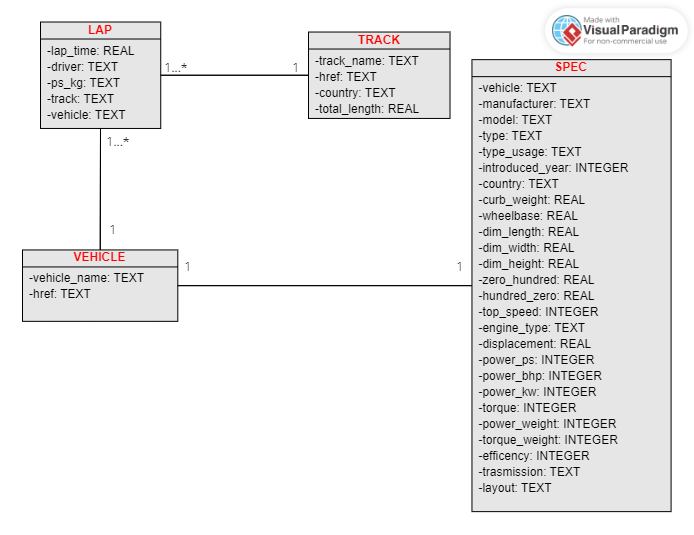 Made with
VisualParadigm
For non-commercial use
LAP
-lap_time: REAL
-driver: TEXT
-ps_kg: TEXT
-track: TEXT
-vehicle: TEXT
1...*
1
TRACK
-track_name: TEXT
-href: TEXT
-country: TEXT
-total_length: REAL
1...*
1
VEHICLE
-vehicle_name: TEXT
-href: TEXT
1
1
SPEC
-vehicle: TEXT
-manufacturer: TEXT
-model: TEXT
-type: TEXT
-type_usage: TEXT
-introduced_year: INTEGER
-country: TEXT
-curb_weight: REAL
-wheelbase: REAL
-dim_length: REAL
-dim_width: REAL
-dim_height: REAL
-zero_hundred: REAL
-hundred_zero: REAL
-top_speed: INTEGER
-engine_type: TEXT
-displacement: REAL
-power_ps: INTEGER
-power_bhp: INTEGER
-power_kw: INTEGER
-torque: INTEGER
-power_weight: INTEGER
-torque_weight: INTEGER
-efficency: INTEGER
-trasmission: TEXT
-layout: TEXT